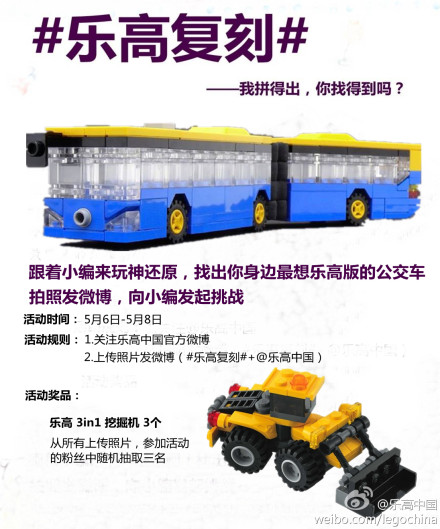 #乐高复刻#
——我拼得出，你找得到吗？
跟着小编来玩神还原，找出你身边最想乐高版的公交车
拍照发微博，向小编发起挑战
活动时间：5月6日-5月8日
活动规则：1.关注乐高中国官方微博
2.上传照片发微博（#乐高复刻#+@乐高中国）
活动奖品：
乐高 3in1 挖掘机 3个
从所有上传照片，参加活动
的粉丝中随机抽取三名
@乐高中国
weibo.com/legochina